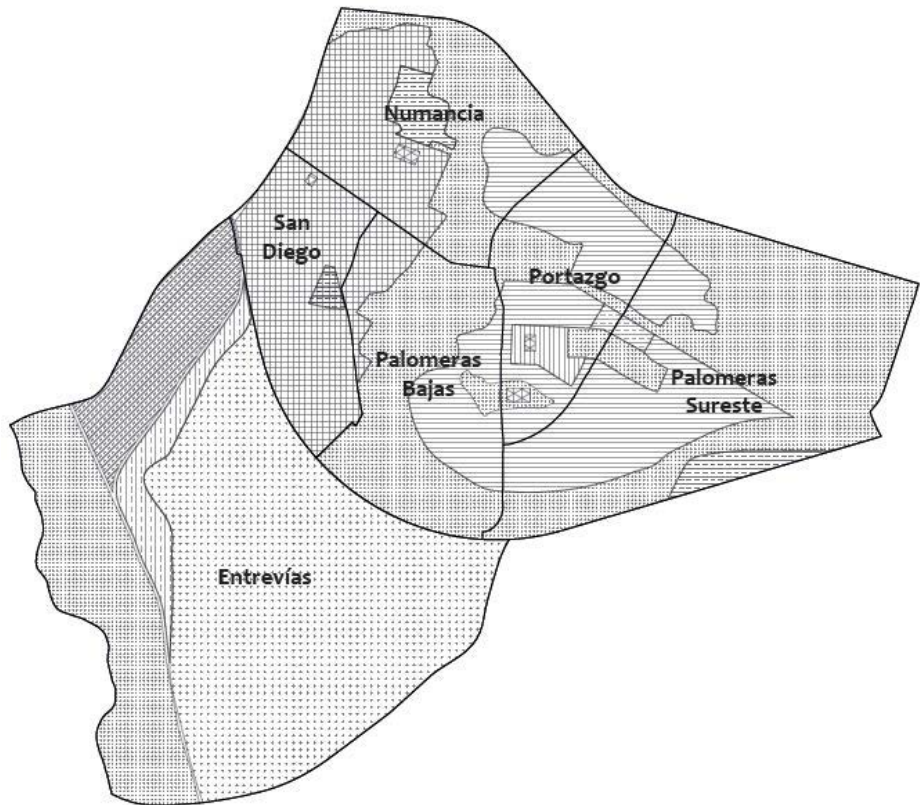 Numancia
San
Diego
Portazgo
Palomeras
Bajas
Palomeras
Sureste
Entrevías